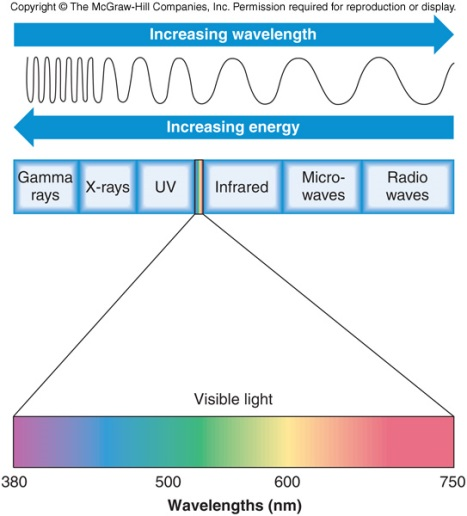 Copyright © The McGraw-Hill Companies, Inc. Permission required for reproduction or display.
Increasing wavelength
Increasing energy
Gamma rays
X-rays
UV
Infrared
Micro-
waves
Radio
waves
Visible light
380 500 600 750
Wavelengths (nm)